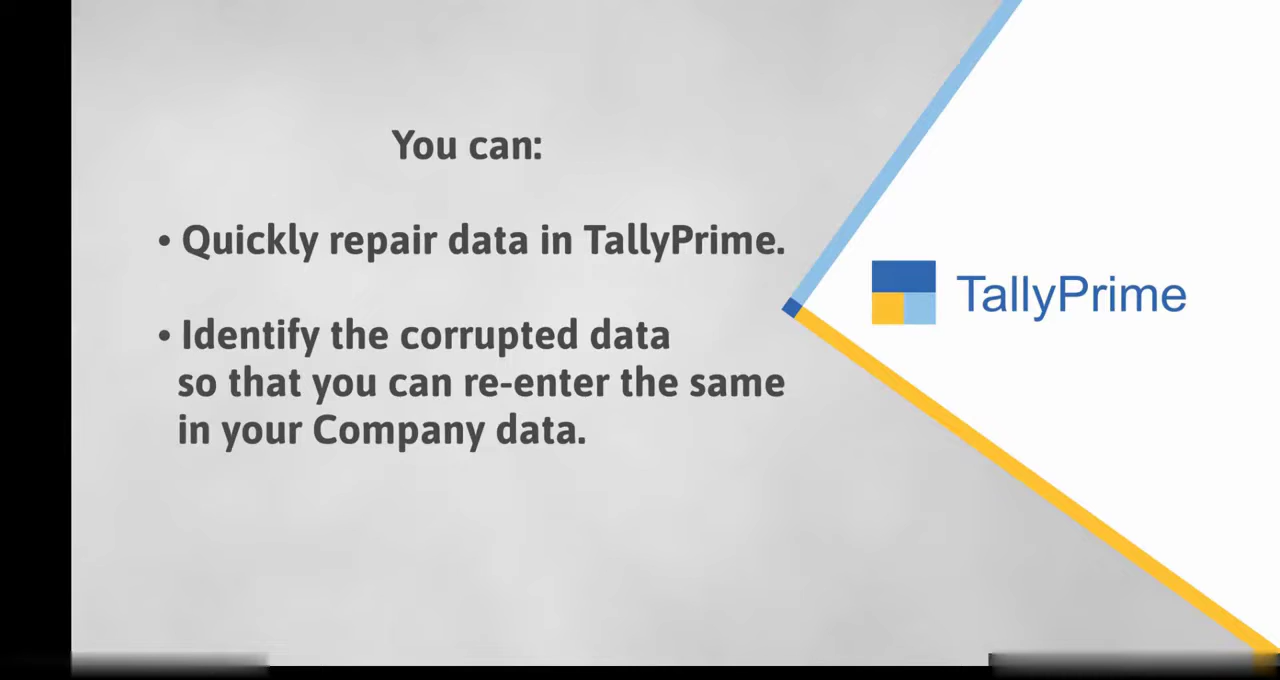 You can:
• Quickly repair data in TallyPrime.
• Identify the corrupted data
so that you can re-enter the same
in your Company data.
TallyPrime